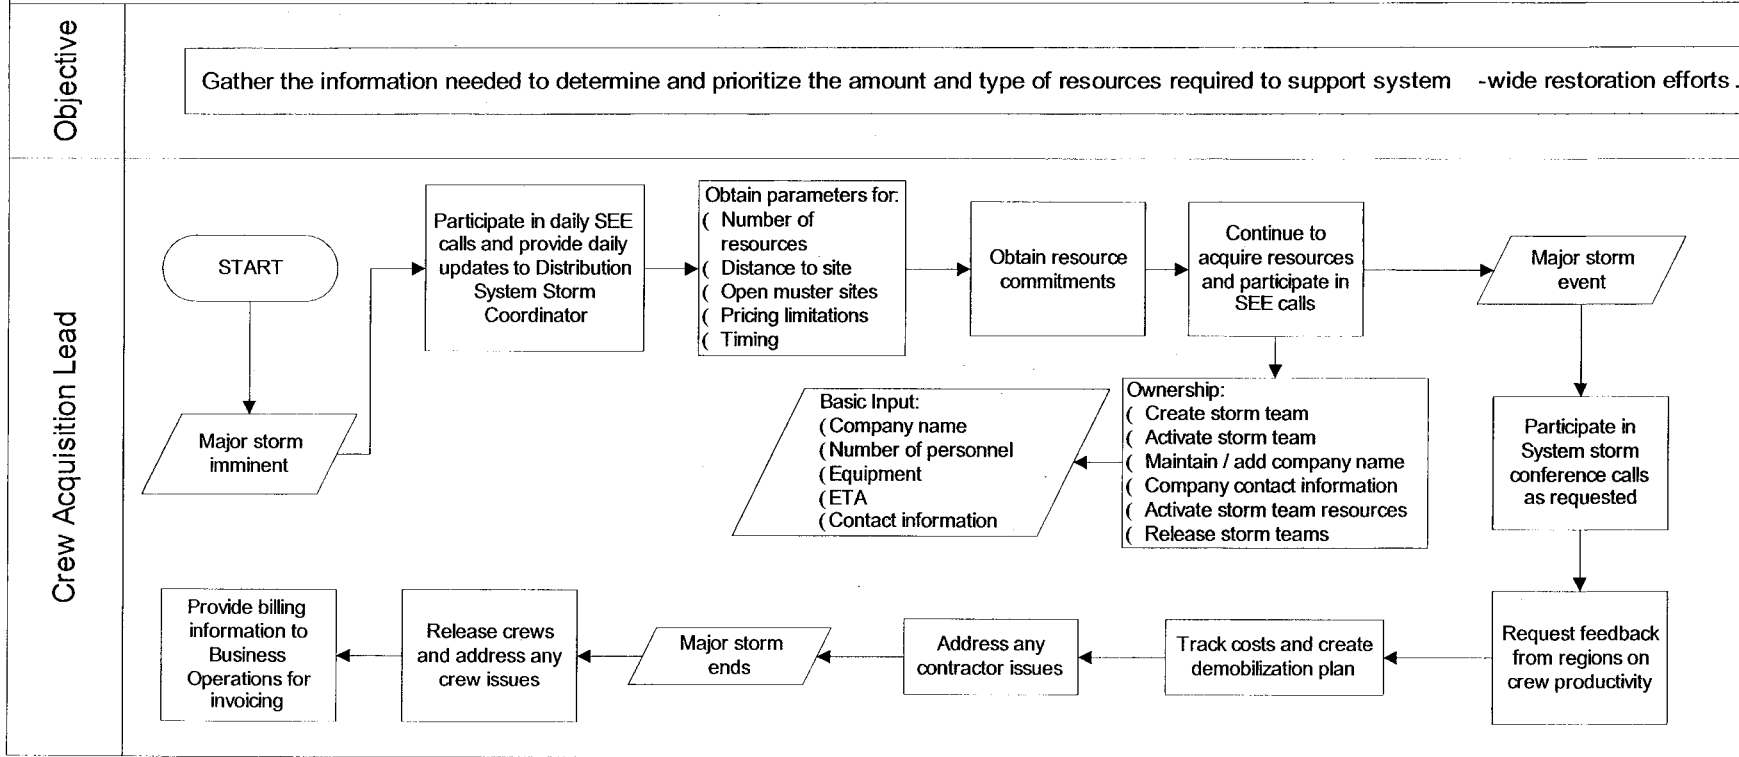 Objective
Gather the information needed to determine and prioritize the amount and type of resources required to support system -wide restoration efforts.
Crew Acquisition Lead
START
Major storm
imminent
Participate in daily SEE
calls and provide daily
updates to Distribution
System Storm
Coordinator
Obtain parameters for:
( Number of
resources
( Distance to site
( Open muster sites
( Pricing limitations
( Timing
Obtain resource
commitments
Continue to
acquire resources
and participate in
SEE calls
Major storm
event
Basic Input:
(Company name
(Number of personnel
(Equipment
(ETA
(Contact information
Ownership:
( Create storm team
( Activate storm team
( Maintain / add company name
( Company contact information
( Activate storm team resources
( Release storm teams
Participate in
System storm
conference calls
as requested
Request feedback
from regions on
crew productivity
Track costs and create
demobilization plan
Address any
contractor issues
Major storm
ends
Release crews
and address any
crew issues
Provide billing
information to
Business
Operations for
invoicing